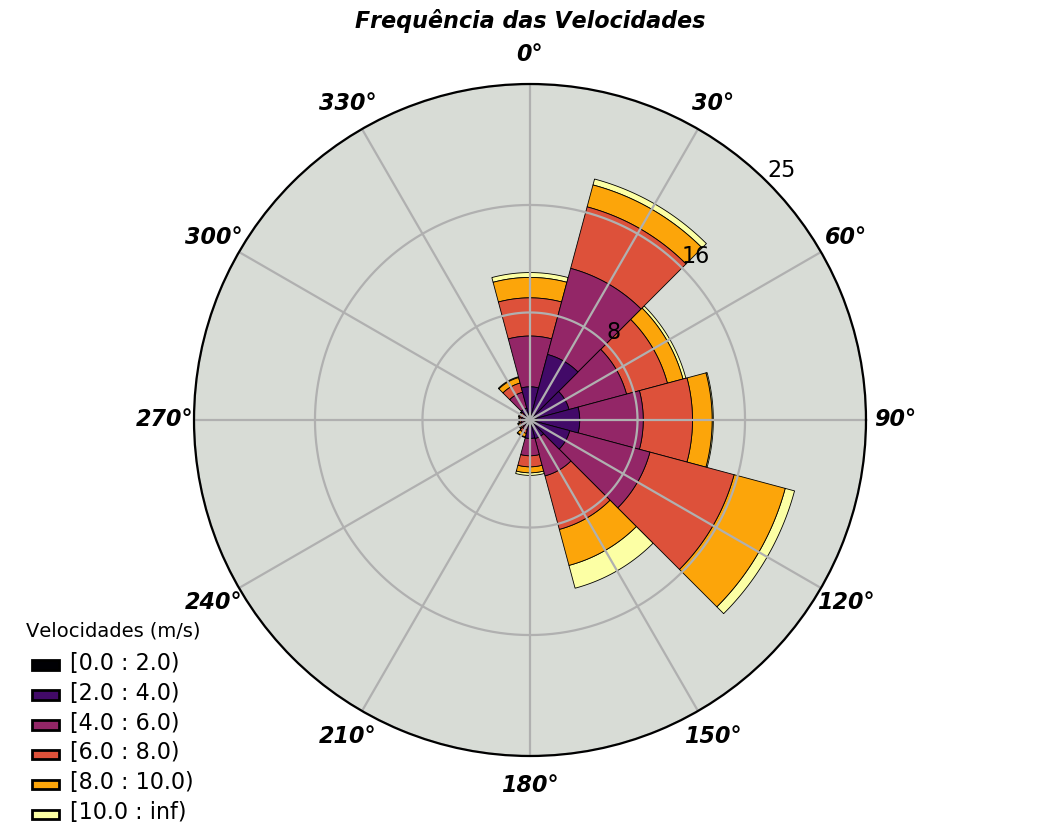 Frequência das Velocidades
0°
330°
30°
25
300°
60°
16
8
270°
90°
240°
120°
Velocidades (m/s)
[0.0 : 2.0)
[2.0 : 4.0)
[4.0 : 6.0)
210°
150°
[6.0 : 8.0)
180°
[8.0 : 10.0)
[10.0 : inf)